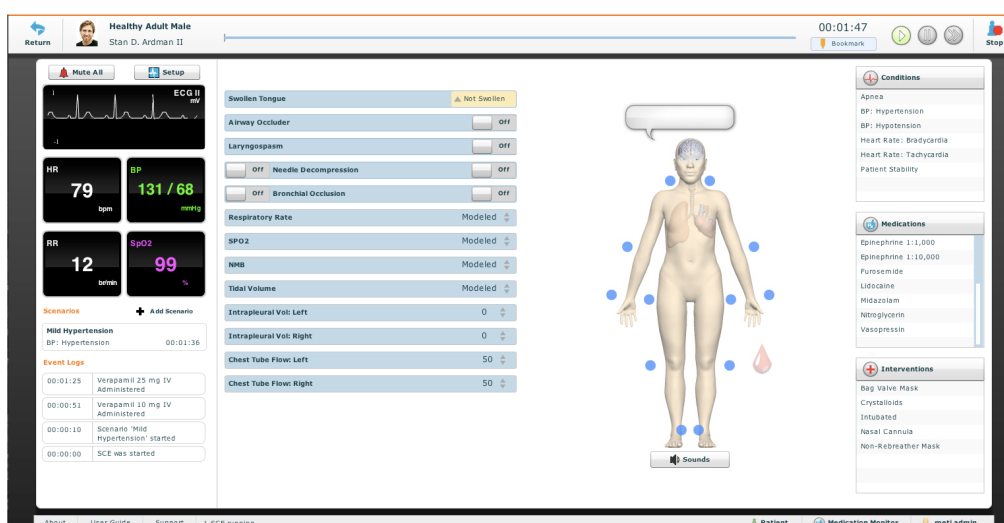 Return
Healthy Adult Male
Stan D. Ardman II
00:01:47
Bookmark
Stop
Mute All
Setup
1
ECG II
mV
-1
HR
79
bpm
BP
131 / 68
mmHg
RR
12
br/min
SpO2
99
%
Scenarios
Add Scenario
Mild Hypertension
BP: Hypertension 00:01:36
Event Logs
00:01:25 Verapamil 25 mg IV
Administered
00:00:51 Verapamil 10 mg IV
Administered
00:00:10 Scenario 'Mild
Hypertension' started
00:00:00 SCE was started
Swollen Tongue Not Swollen
Airway Occluder Off
Laryngospasm Off
Off Needle Decompression Off
Off Bronchial Occlusion Off
Respiratory Rate Modeled
SPO2 Modeled
NMB Modeled
Tidal Volume Modeled
Intrapleural Vol: Left 0
Intrapleural Vol: Right 0
Chest Tube Flow: Left 50
Chest Tube Flow: Right 50
Sounds
Conditions
Apnea
BP: Hypertension
BP: Hypotension
Heart Rate: Bradycardia
Heart Rate: Tachycardia
Patient Stability
Medications
Epinephrine 1:1,000
Epinephrine 1:10,000
Furosemide
Lidocaine
Midazolam
Nitroglycerin
Vasopressin
Interventions
Bag Valve Mask
Crystalloids
Intubated
Nasal Cannula
Non-Rebreather Mask
About User Guide Support 1 SCE running
Patient Medication Monitor meti admin